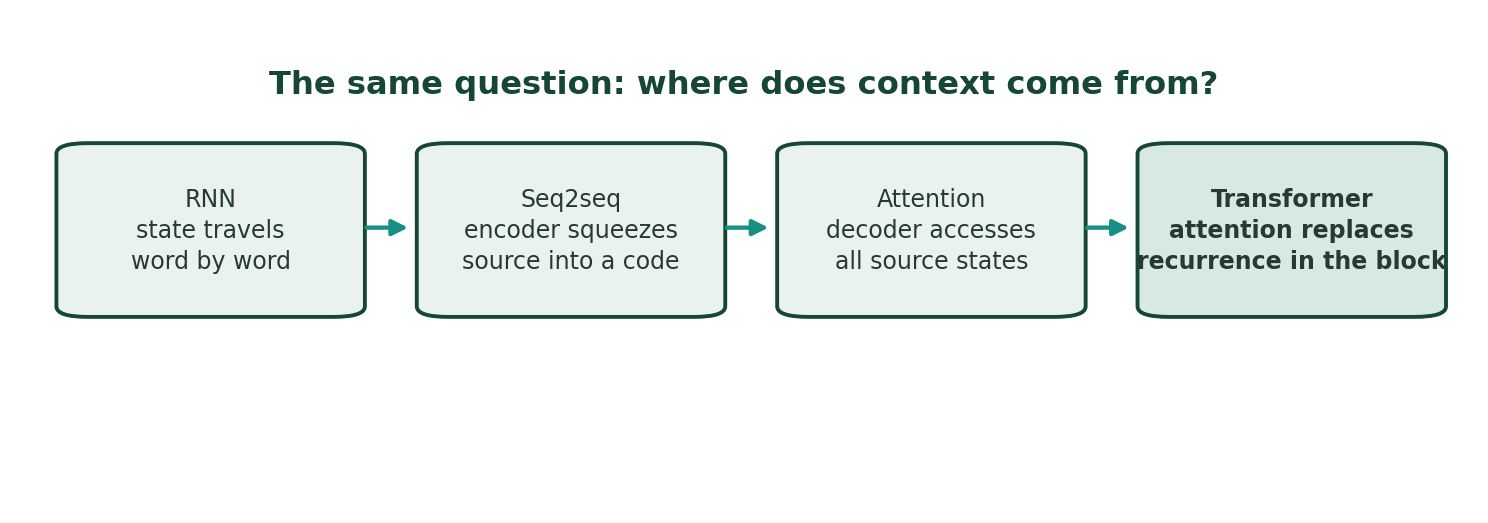 The same question: where does context come from?
RNN
state travels
word by word
Seq2seq
encoder squeezes
source into a code
Attention
decoder accesses
all source states
Transformer
attention replaces
recurrence in the block